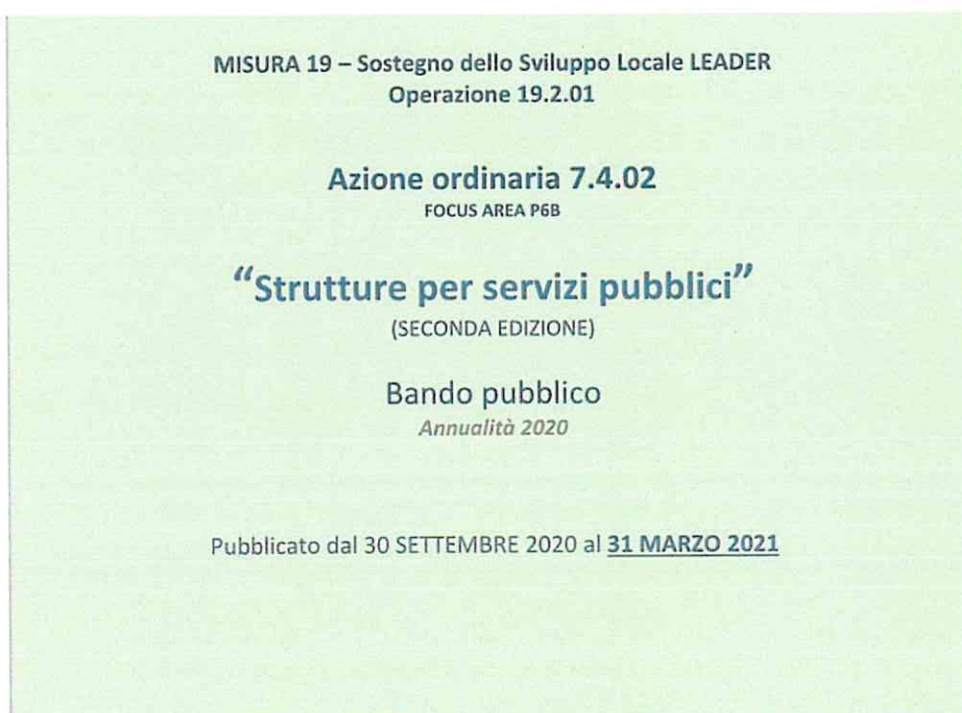 MISURA 19 – Sostegno dello Sviluppo Locale LEADER
Operazione 19.2.01
Azione ordinaria 7.4.02
FOCUS AREA P6B
“Strutture per servizi pubblici”
(SECONDA EDIZIONE)
Bando pubblico
Annualità 2020
Pubblicato dal 30 SETTEMBRE 2020 al 31 MARZO 2021